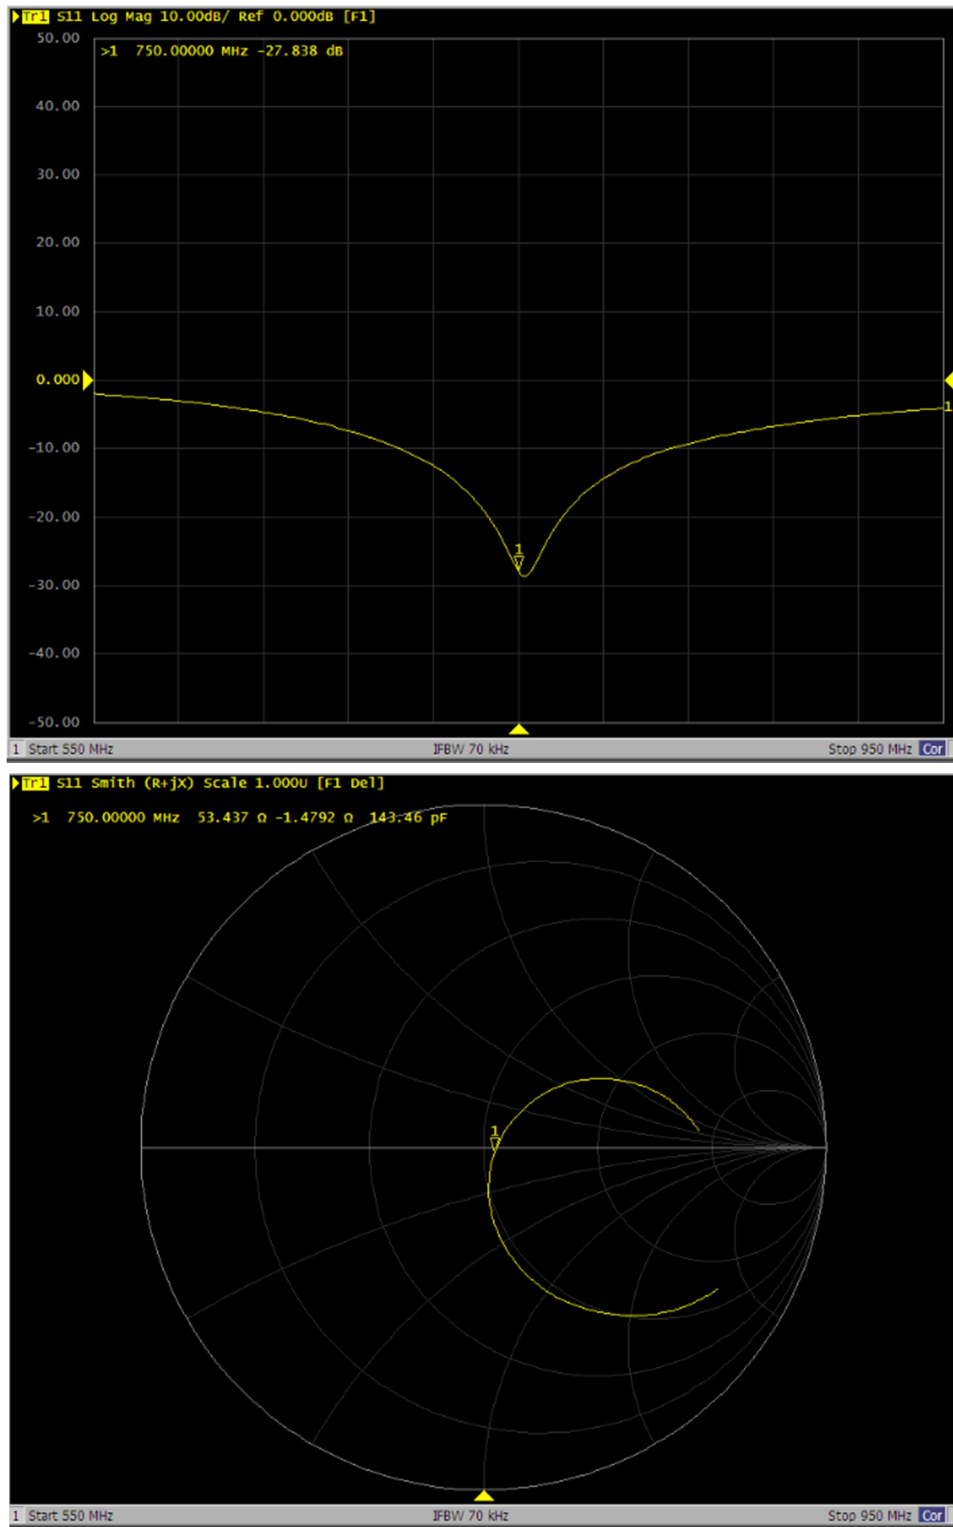 Tr1 S11 Log Mag 10.00dB/ Ref 0.000dB [F1]
50.00
>1 750.00000 MHz -27.838 dB
40.00
30.00
20.00
10.00
0.000
1
-10.00
-20.00
1
-30.00
-40.00
-50.00
1 Start 550 MHz IFBW 70 kHz Stop 950 MHz Cor
Tr1 S11 Smith (R+jX) Scale 1.000U [F1 Del]
>1 750.00000 MHz 53.437 Ω -1.4792 Ω 143.46 pF
1
1 Start 550 MHz IFBW 70 kHz Stop 950 MHz Cor